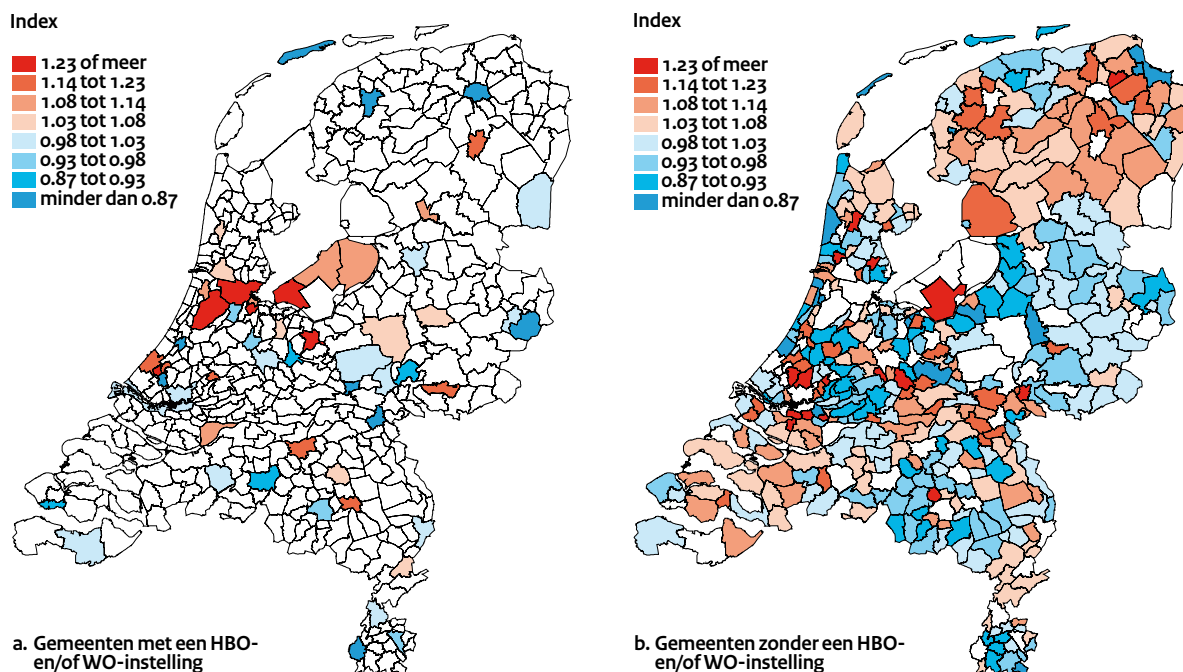 Index
1.23 of meer
1.14 tot 1.23
1.08 tot 1.14
1.03 tot 1.08
0.98 tot 1.03
0.93 tot 0.98
0.87 tot 0.93
minder dan 0.87
a. Gemeenten met een HBO-
en/of WO-instelling
Index
1.23 of meer
1.14 tot 1.23
1.08 tot 1.14
1.03 tot 1.08
0.98 tot 1.03
0.93 tot 0.98
0.87 tot 0.93
minder dan 0.87
b. Gemeenten zonder een HBO-
en/of WO-instelling